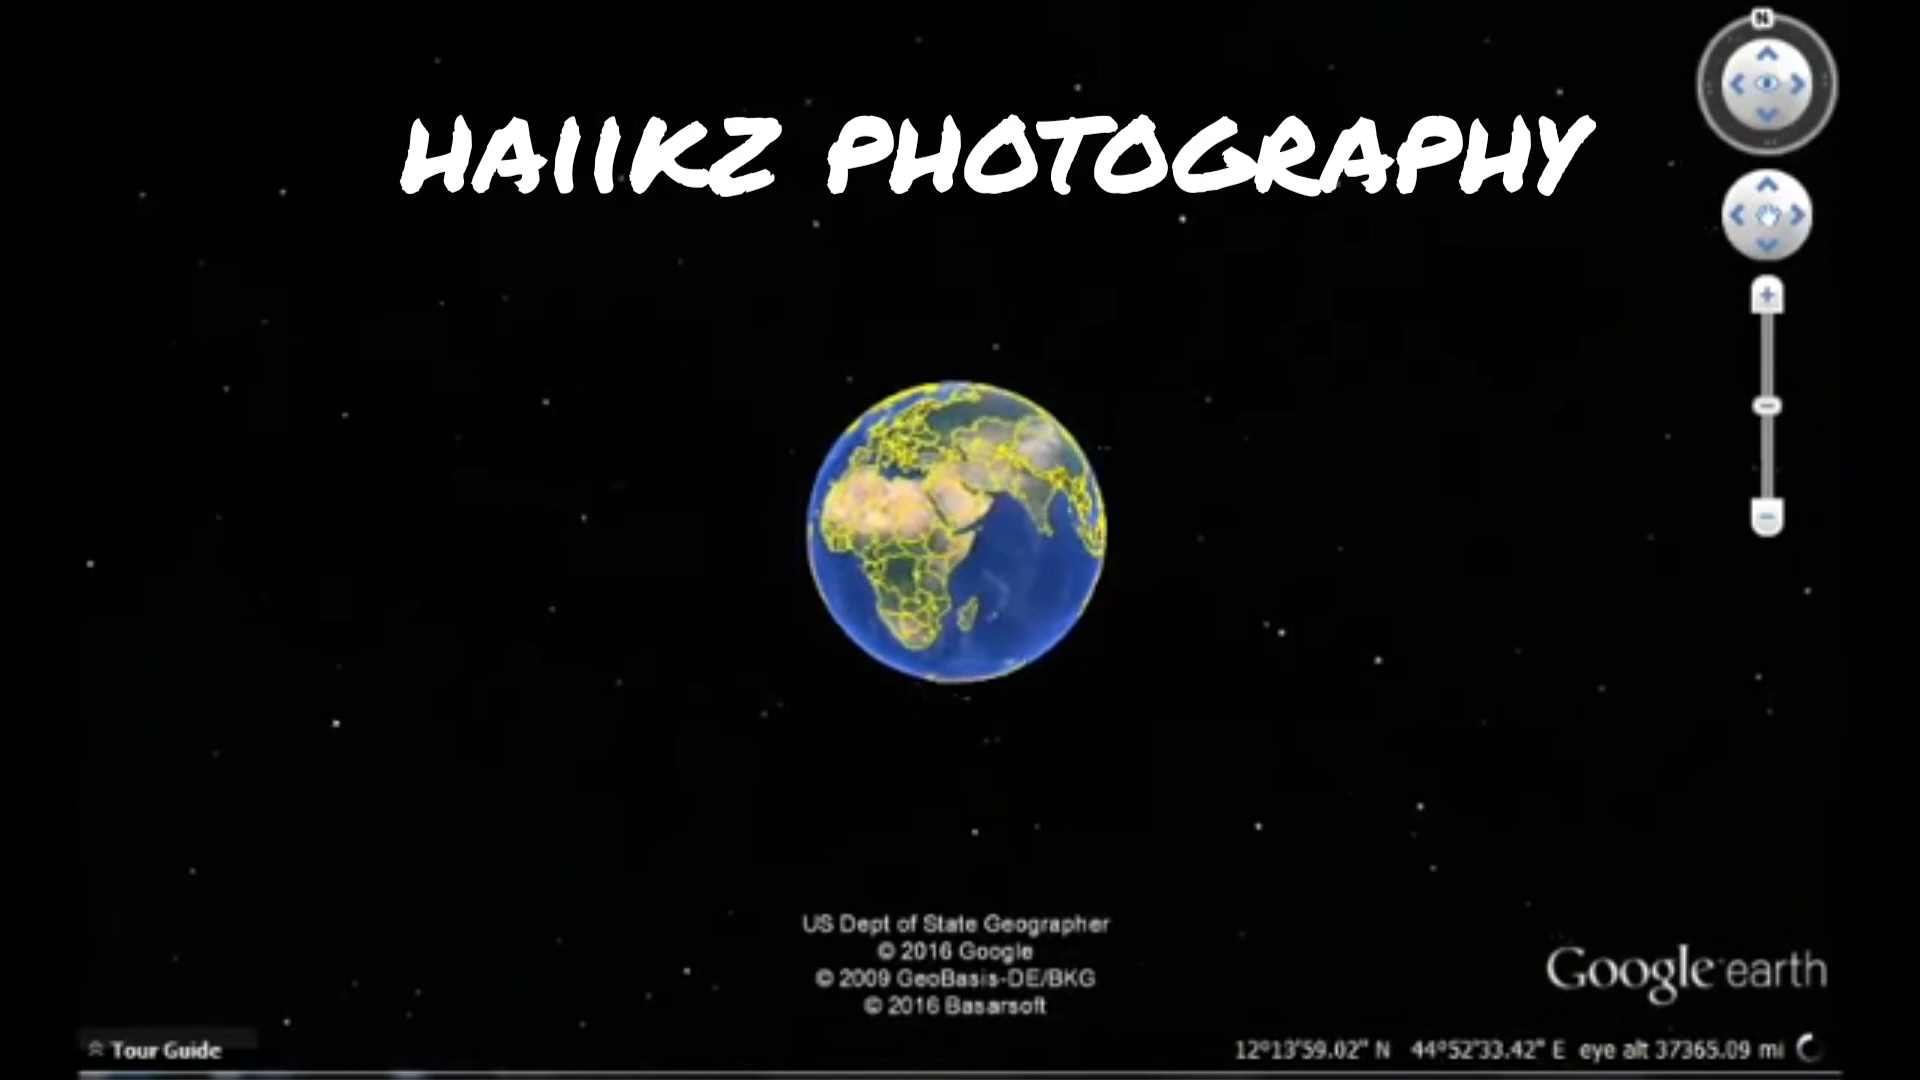 HAIIKZ PHOTOGRAPHY
N
US Dept of State Geographer
© 2016 Google
© 2009 GeoBasis-DE/BKG
© 2016 Basarsoft
Google earth
Tour Guide
12°13'59.02" N 44°52'33.42" E eye alt 37365.09 mi